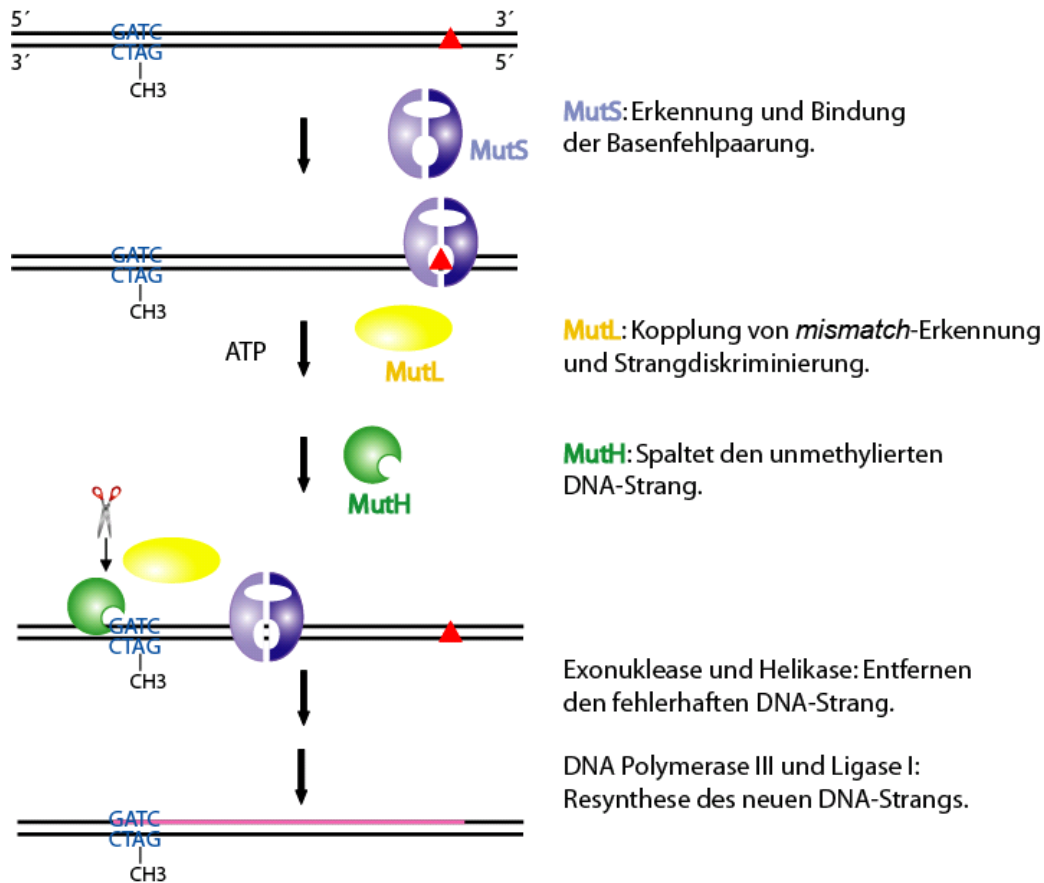 5´ 3´
GATC
CTAG
3´ 5´
CH3
MutS
MutS: Erkennung und Bindung
der Basenfehlpaarung.
GATC
CTAG
CH3
ATP
MutL
MutL: Kopplung von mismatch-Erkennung
und Strangdiskriminierung.
MutH
MutH: Spaltet den unmethylierten
DNA-Strang.
GATC
CTAG
CH3
Exonuklease und Helikase: Entfernen
den fehlerhaften DNA-Strang.
DNA Polymerase III und Ligase I:
Resynthese des neuen DNA-Strangs.
GATC
CTAG
CH3